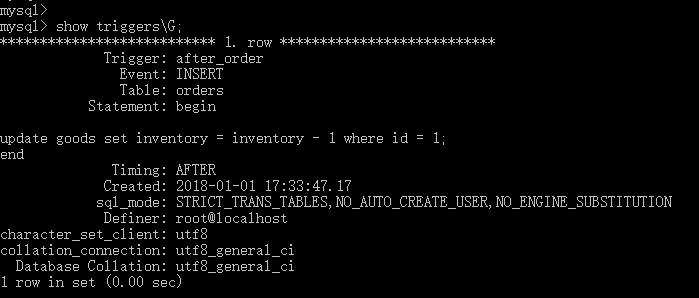 mysql>
mysql> show triggers\G;
*************************** 1. row ***************************
Trigger: after_order
Event: INSERT
Table: orders
Statement: begin
update goods set inventory = inventory - 1 where id = 1;
end
Timing: AFTER
Created: 2018-01-01 17:33:47.17
sql_mode: STRICT_TRANS_TABLES,NO_AUTO_CREATE_USER,NO_ENGINE_SUBSTITUTION
Definer: root@localhost
character_set_client: utf8
collation_connection: utf8_general_ci
Database Collation: utf8_general_ci
1 row in set (0.00 sec)